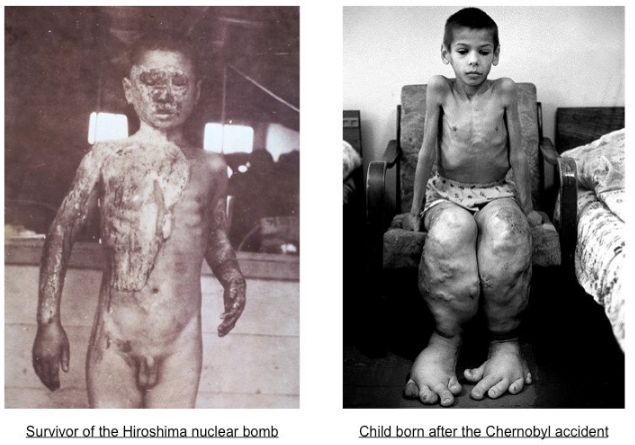 Survivor of the Hiroshima nuclear bomb
Child born after the Chernobyl accident